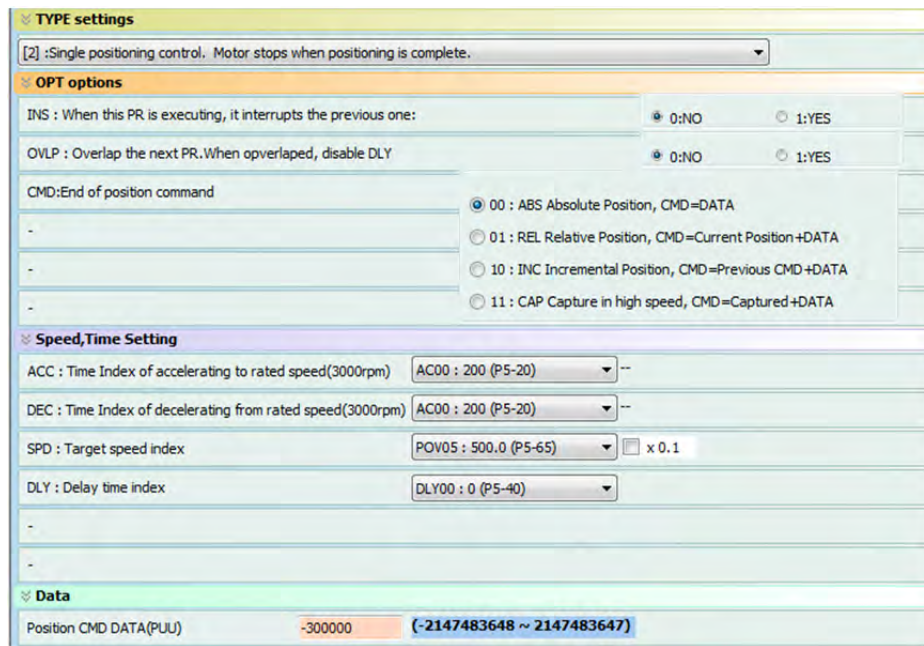 TYPE settings
[2] :Single positioning control.  Motor stops when positioning is complete.
OPT options
INS : When this PR is executing, it interrupts the previous one: 0:NO 1:YES
OVLP : Overlap the next PR.When opverlaped, disable DLY 0:NO 1:YES
CMD:End of position command
00 : ABS Absolute Position, CMD=DATA
-
01 : REL Relative Position, CMD=Current Position+DATA
-
10 : INC Incremental Position, CMD=Previous CMD+DATA
-
11 : CAP Capture in high speed, CMD=Captured+DATA
Speed,Time Setting
ACC : Time Index of accelerating to rated speed(3000rpm) AC00 : 200 (P5-20) --
DEC : Time Index of decelerating from rated speed(3000rpm) AC00 : 200 (P5-20) --
SPD : Target speed index POV05 : 500.0 (P5-65) x 0.1
DLY : Delay time index DLY00 : 0 (P5-40)
-
-
Data
Position CMD DATA(PUU) -300000 (-2147483648 ~ 2147483647)